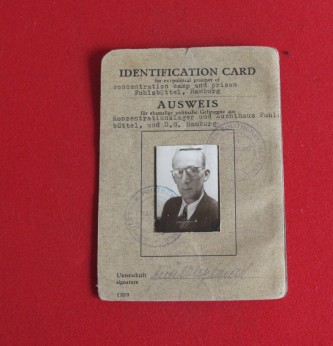 IDENTIFICATION CARD
for ex-political prisoner of
concentration camp and prison
Fuhlsbüttel, Hamburg
AUSWEIS
für ehemalige politische Gefangene aus
Konzentrationslager und Zuchthaus Fuhls
büttel, und U.G. Hamburg
Unterschrift
signature